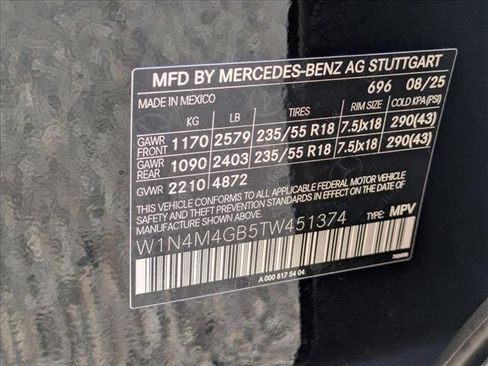 MFD BY MERCEDES-BENZ AG STUTTGART
696 08/25
MADE IN MEXICO
KG LB TIRES RIM SIZE COLD KPA (PSI)
GAWR FRONT 1170 2579 235/55 R18 7.5Jx18 290(43)
GAWR REAR 1090 2403 235/55 R18 7.5Jx18 290(43)
GVWR 2210 4872
THIS VEHICLE CONFORMS TO ALL APPLICABLE FEDERAL MOTOR VEHICLE
SAFETY AND THEFT PREVENTION STANDARDS IN EFFECT ON THE DATE OF
MANUFACTURE SHOWN ABOVE.
W1N4M4GB5TW451374 TYPE: MPV
A 000 817 54 04